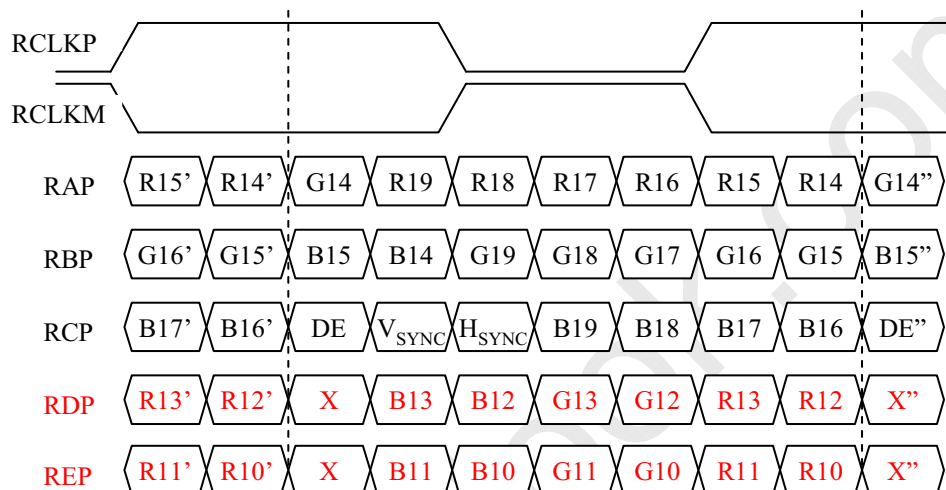 RCLKP
RCLKM
RAP R15’ R14’ G14 R19 R18 R17 R16 R15 R14 G14”
RBP G16’ G15’ B15 B14 G19 G18 G17 G16 G15 B15”
RCP B17’ B16’ DE VSYNC HSYNC B19 B18 B17 B16 DE”
RDP R13’ R12’ X B13 B12 G13 G12 R13 R12 X”
REP R11’ R10’ X B11 B10 G11 G10 R11 R10 X”